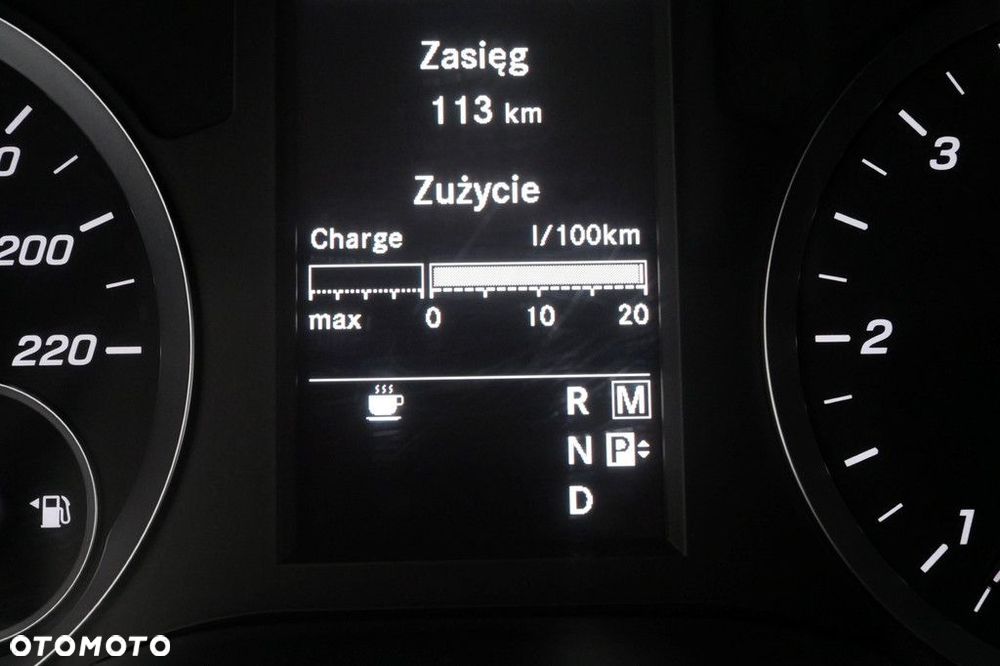 Zasięg
113 km
Zużycie
Charge l/100km
max 0 10 20
R M
N P
D
200
220
3
2
1
OTOMOTO